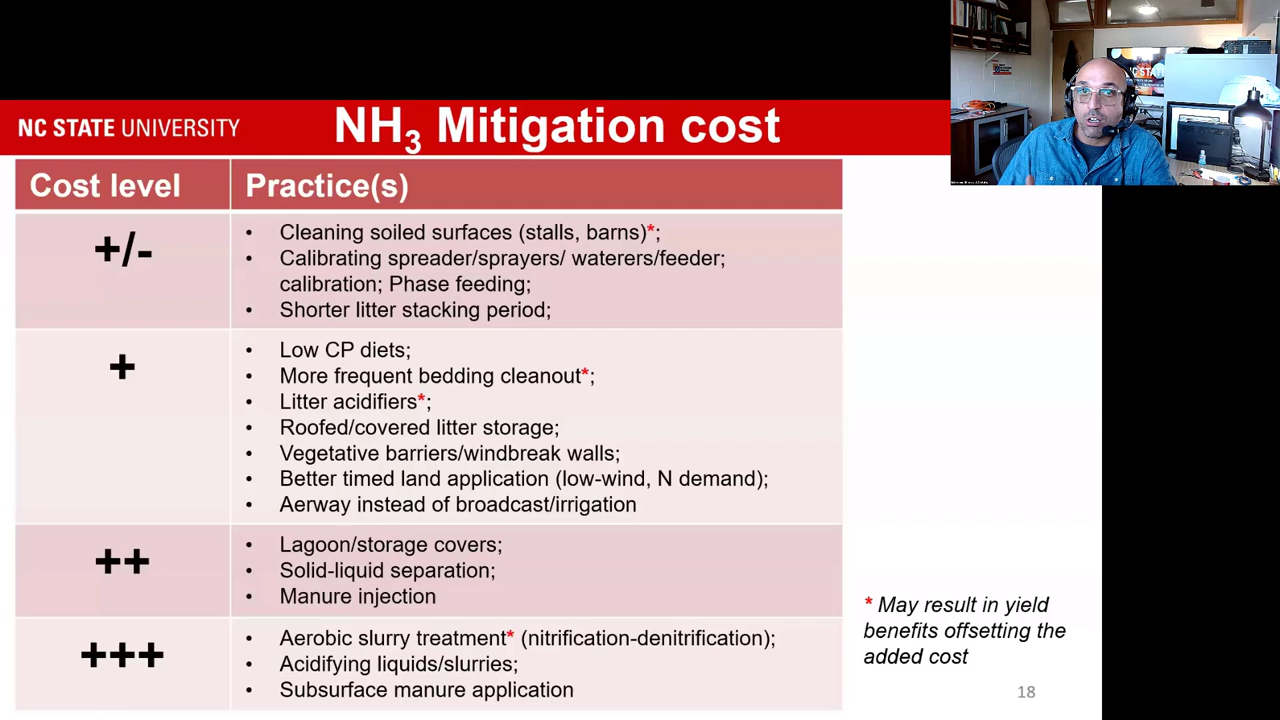 NC STATE UNIVERSITY
NH3 Mitigation cost
Cost level
Practice(s)
+/-
• Cleaning soiled surfaces (stalls, barns)*;
• Calibrating spreader/sprayers/ waterers/feeder;
calibration; Phase feeding;
• Shorter litter stacking period;
+
• Low CP diets;
• More frequent bedding cleanout*;
• Litter acidifiers*;
• Roofed/covered litter storage;
• Vegetative barriers/windbreak walls;
• Better timed land application (low-wind, N demand);
• Aerway instead of broadcast/irrigation
++
• Lagoon/storage covers;
• Solid-liquid separation;
• Manure injection
+++
• Aerobic slurry treatment* (nitrification-denitrification);
• Acidifying liquids/slurries;
• Subsurface manure application
* May result in yield
benefits offsetting the
added cost
18
NC STATE